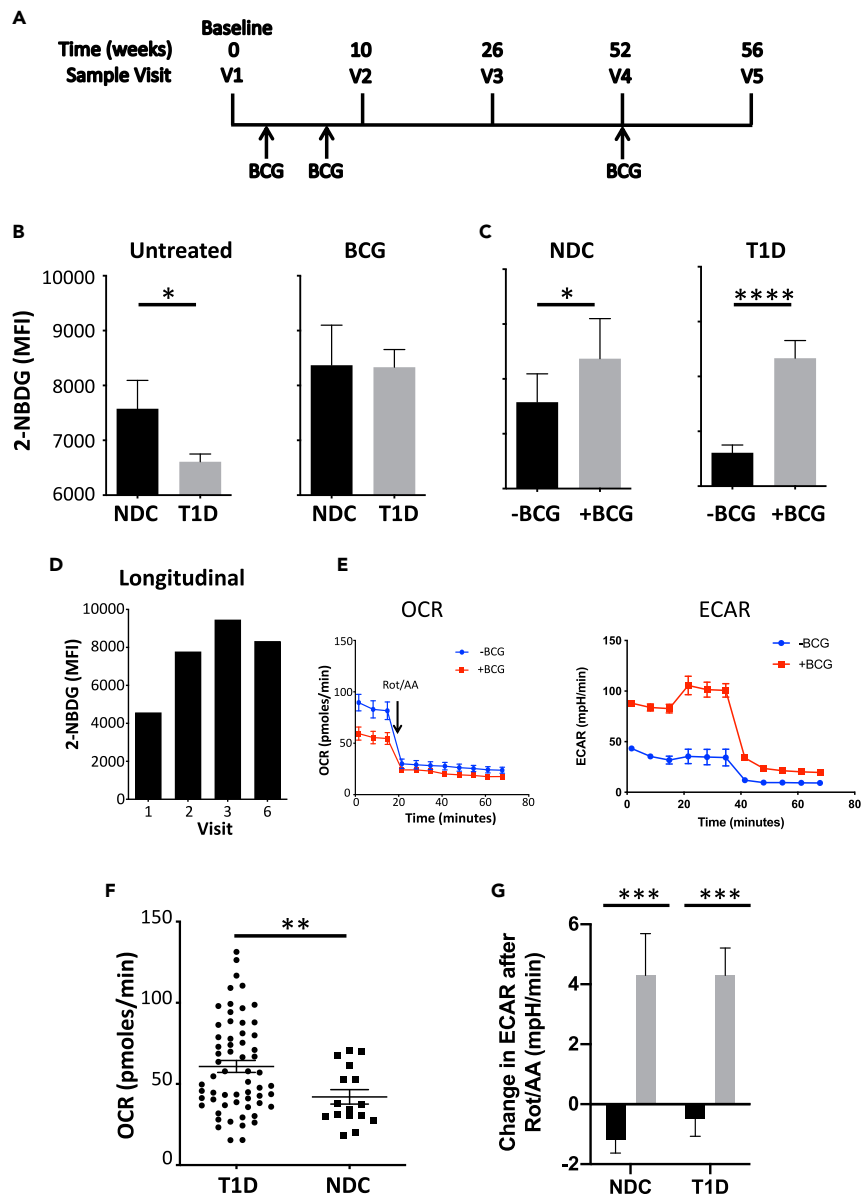 A
Baseline
Time (weeks) 0 10 26 52 56
Sample Visit V1 V2 V3 V4 V5
BCG BCG BCG
B
Untreated BCG
2-NBDG (MFI)
10000
9000
8000
7000
6000
*
NDC T1D NDC T1D
C
NDC T1D
* ****
-BCG +BCG -BCG +BCG
D
Longitudinal
2-NBDG (MFI)
10000
8000
6000
4000
2000
0
1 2 3 6
Visit
E
OCR
OCR (pmoles/min)
150
100
50
0
Rot/AA
-BCG
+BCG
0 20 40 60 80
Time (minutes)
ECAR
ECAR (mpH/min)
150
100
50
0
-BCG
+BCG
0 20 40 60 80
Time (minutes)
F
OCR (pmoles/min)
150
100
50
0
**
T1D NDC
G
Change in ECAR after
Rot/AA (mpH/min)
6
4
2
0
-2
*** ***
NDC T1D